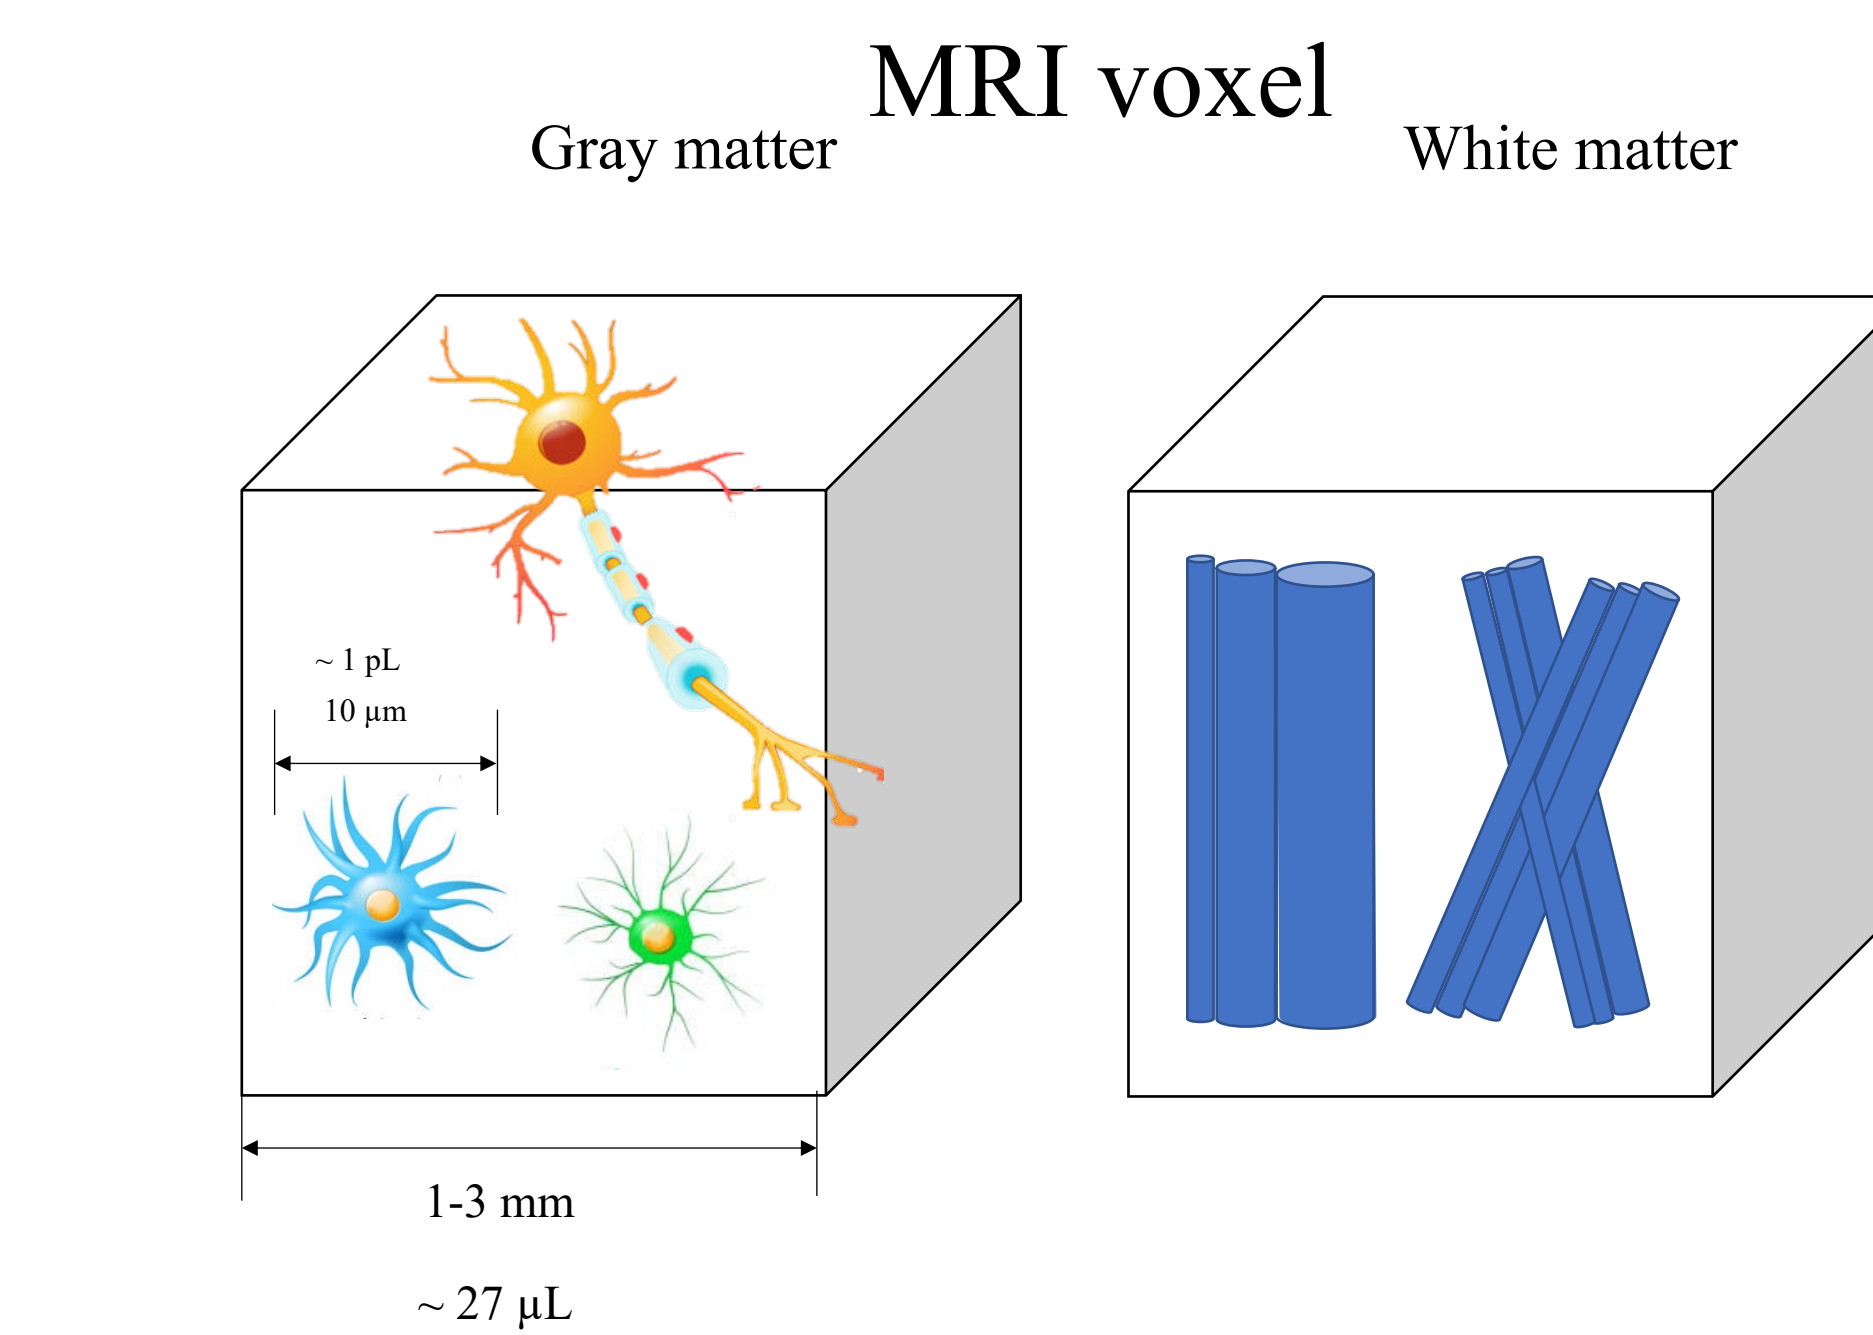 MRI voxel
Gray matter
White matter
~ 1 pL
10 µm
1-3 mm
~ 27 µL